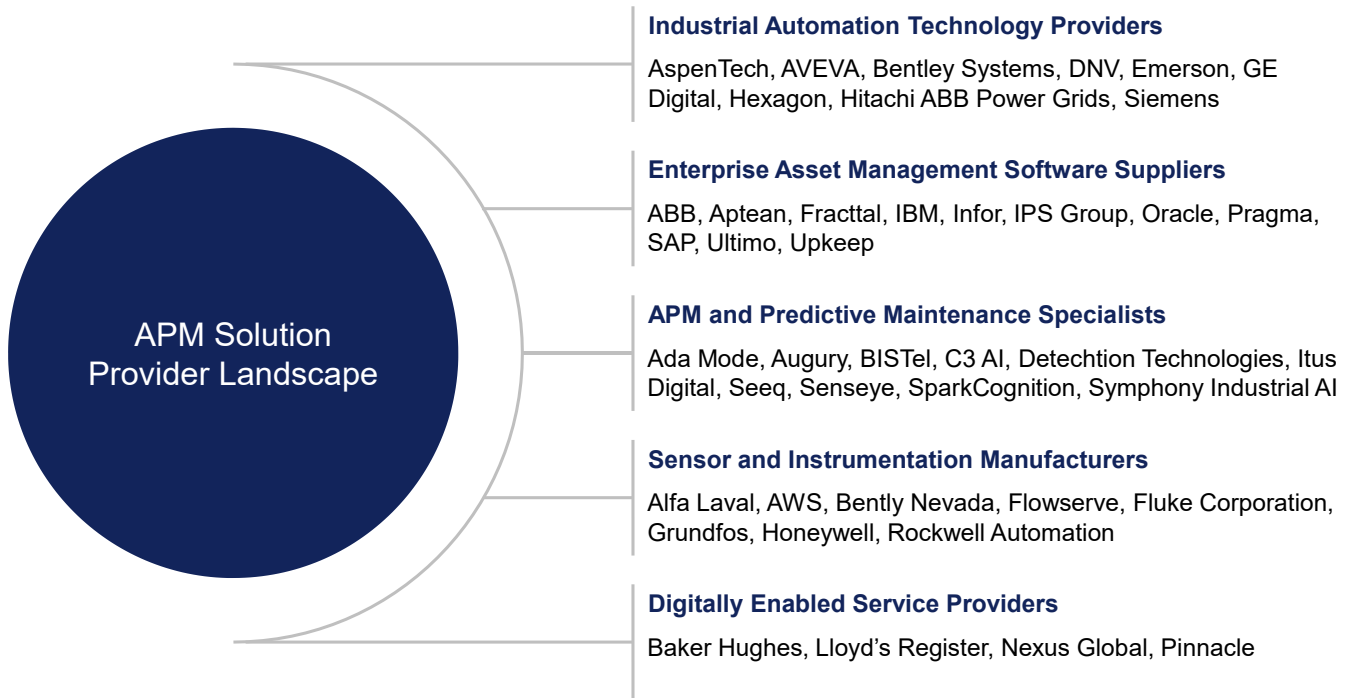 APM Solution
Provider Landscape
Industrial Automation Technology Providers
AspenTech, AVEVA, Bentley Systems, DNV, Emerson, GE
Digital, Hexagon, Hitachi ABB Power Grids, Siemens
Enterprise Asset Management Software Suppliers
ABB, Aptean, Fracttal, IBM, Infor, IPS Group, Oracle, Pragma,
SAP, Ultimo, Upkeep
APM and Predictive Maintenance Specialists
Ada Mode, Augury, BISTel, C3 AI, Detechtion Technologies, Itus
Digital, Seeq, Senseye, SparkCognition, Symphony Industrial AI
Sensor and Instrumentation Manufacturers
Alfa Laval, AWS, Bently Nevada, Flowserve, Fluke Corporation,
Grundfos, Honeywell, Rockwell Automation
Digitally Enabled Service Providers
Baker Hughes, Lloyd’s Register, Nexus Global, Pinnacle